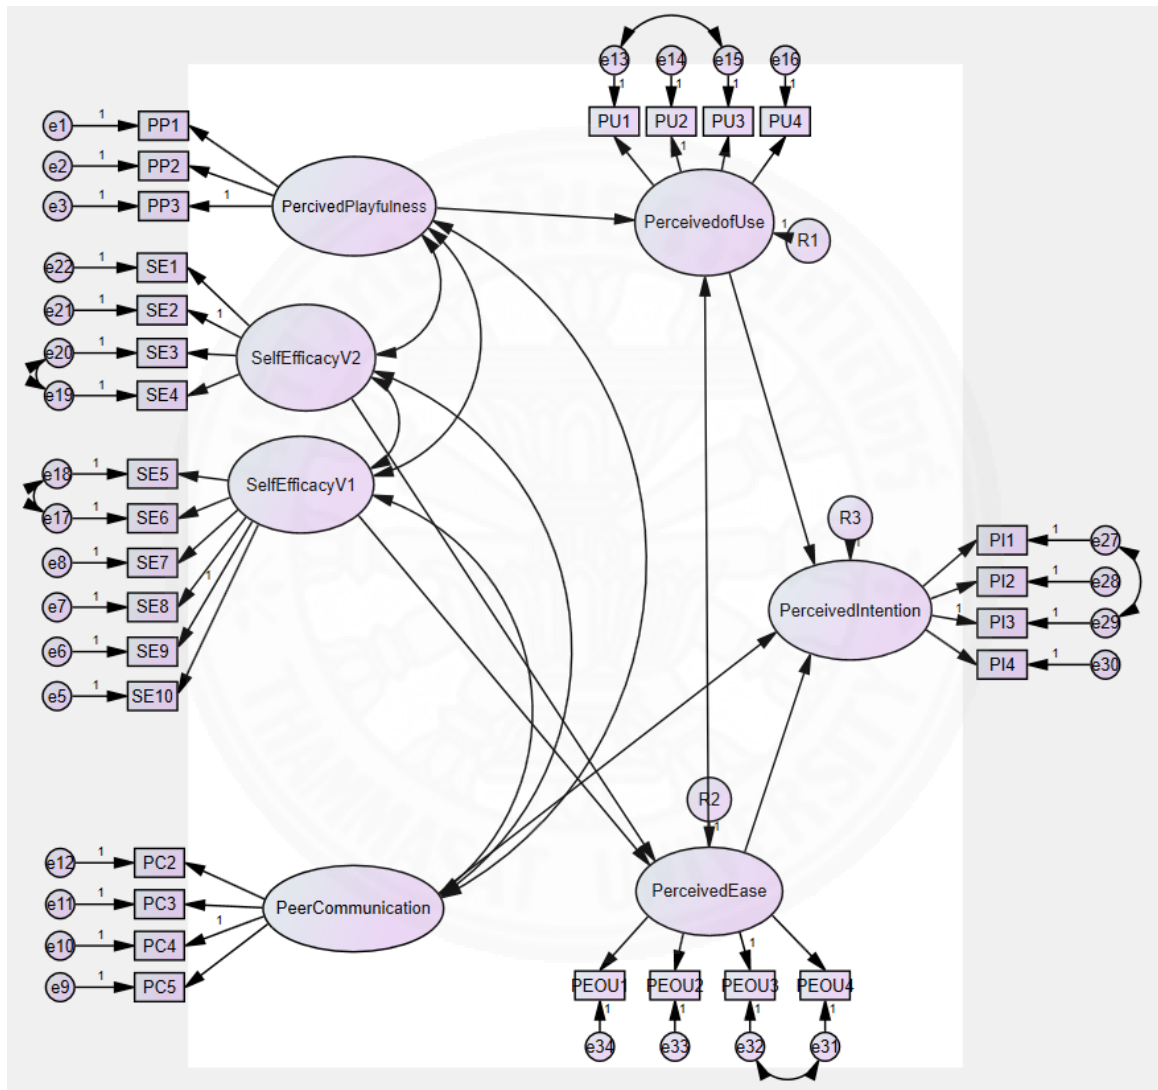 e13 e14 e15 e16
1 1 1 1
PU1 PU2 PU3 PU4
1
e1 1 PP1
e2 1 PP2
e3 1 PP3 1
PercivedPlayfulness
PerceivedofUse
1 R1
e22 1 SE1
e21 1 SE2 1
e20 1 SE3
e19 1 SE4
SelfEfficacyV2
e18 1 SE5
e17 1 SE6
e8 1 SE7
e7 1 SE8 1
e6 1 SE9
e5 1 SE10
SelfEfficacyV1
R3
1
PerceivedIntention
PI1 1 e27
PI2 1 e28
1 PI3 1 e29
PI4 1 e30
R2
1
e12 1 PC2
e11 1 PC3
e10 1 PC4 1
e9 1 PC5
PeerCommunication
PerceivedEase
1
PEOU1 PEOU2 PEOU3 PEOU4
1 1 1 1
e34 e33 e32 e31
THAMMASAT UNIVERSITY